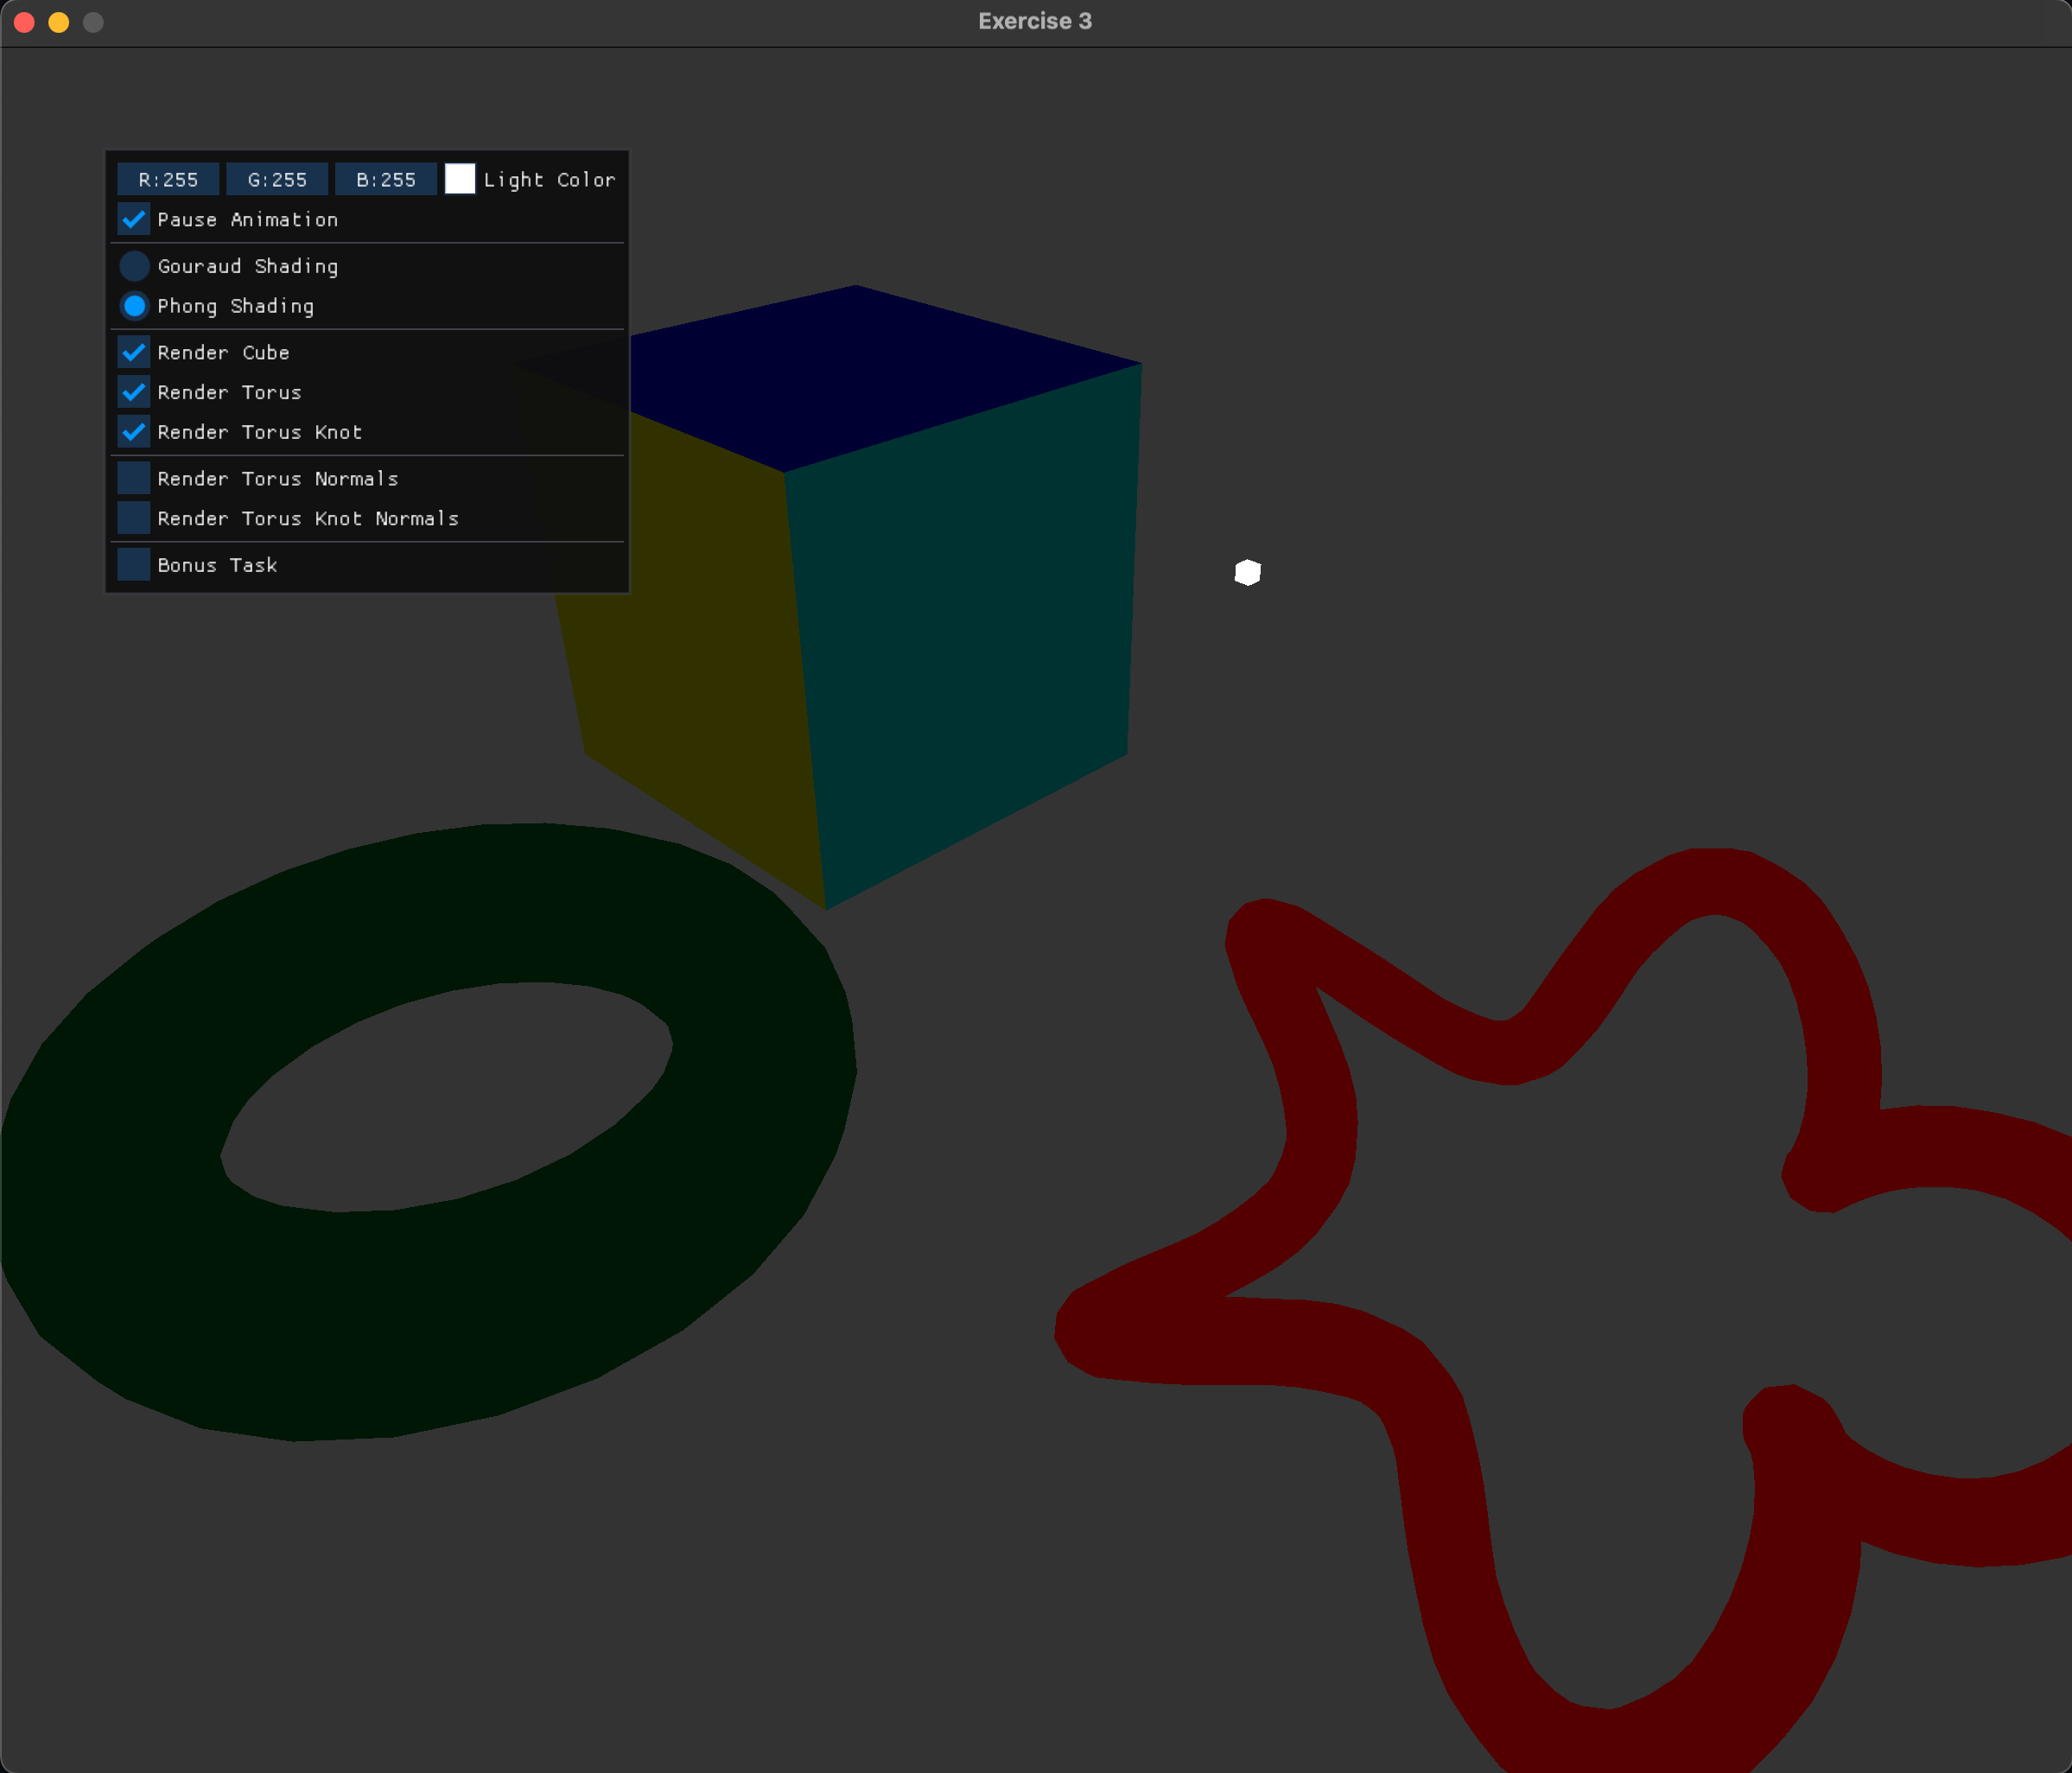 Exercise 3
R:255 G:255 B:255 Light Color
Pause Animation
Gouraud Shading
Phong Shading
Render Cube
Render Torus
Render Torus Knot
Render Torus Normals
Render Torus Knot Normals
Bonus Task